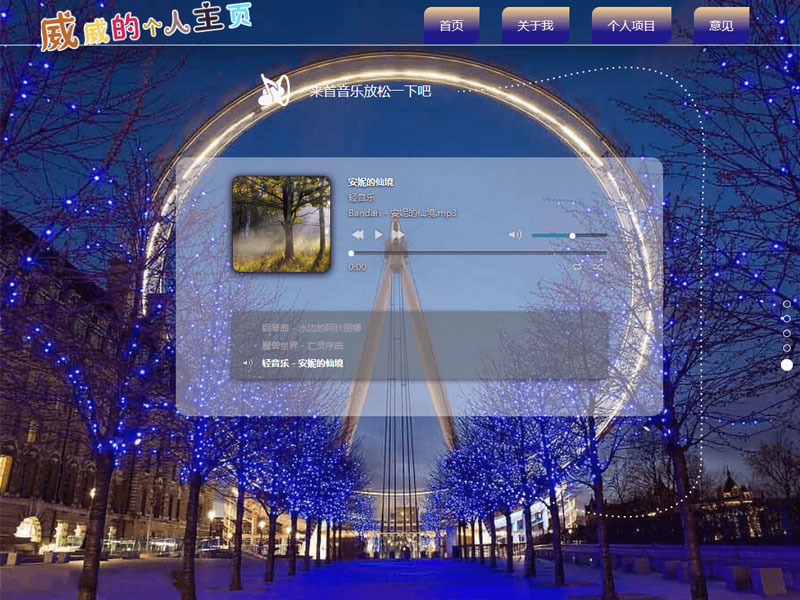 威威的个人主页
首页 关于我 个人项目 意见
来首音乐放松一下吧
安妮的仙境
轻音乐
Bandari - 安妮的仙境.mp3
0:00
钢琴曲 - 水边的阿狄丽娜
魔兽世界 - 亡灵序曲
轻音乐 - 安妮的仙境